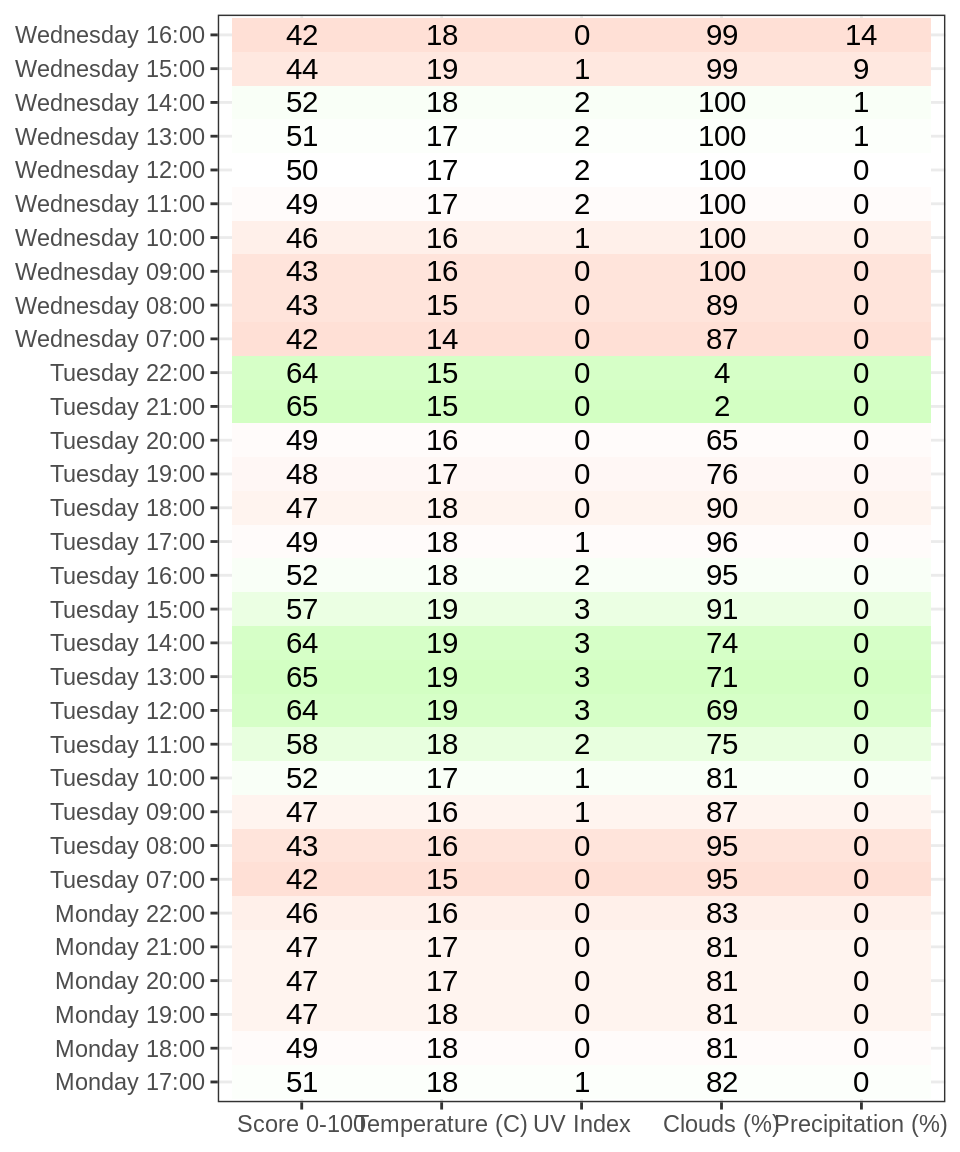 Wednesday 16:00 42 18 0 99 14
Wednesday 15:00 44 19 1 99 9
Wednesday 14:00 52 18 2 100 1
Wednesday 13:00 51 17 2 100 1
Wednesday 12:00 50 17 2 100 0
Wednesday 11:00 49 17 2 100 0
Wednesday 10:00 46 16 1 100 0
Wednesday 09:00 43 16 0 100 0
Wednesday 08:00 43 15 0 89 0
Wednesday 07:00 42 14 0 87 0
Tuesday 22:00 64 15 0 4 0
Tuesday 21:00 65 15 0 2 0
Tuesday 20:00 49 16 0 65 0
Tuesday 19:00 48 17 0 76 0
Tuesday 18:00 47 18 0 90 0
Tuesday 17:00 49 18 1 96 0
Tuesday 16:00 52 18 2 95 0
Tuesday 15:00 57 19 3 91 0
Tuesday 14:00 64 19 3 74 0
Tuesday 13:00 65 19 3 71 0
Tuesday 12:00 64 19 3 69 0
Tuesday 11:00 58 18 2 75 0
Tuesday 10:00 52 17 1 81 0
Tuesday 09:00 47 16 1 87 0
Tuesday 08:00 43 16 0 95 0
Tuesday 07:00 42 15 0 95 0
Monday 22:00 46 16 0 83 0
Monday 21:00 47 17 0 81 0
Monday 20:00 47 17 0 81 0
Monday 19:00 47 18 0 81 0
Monday 18:00 49 18 0 81 0
Monday 17:00 51 18 1 82 0
Score 0-100 Temperature (C) UV Index Clouds (%) Precipitation (%)